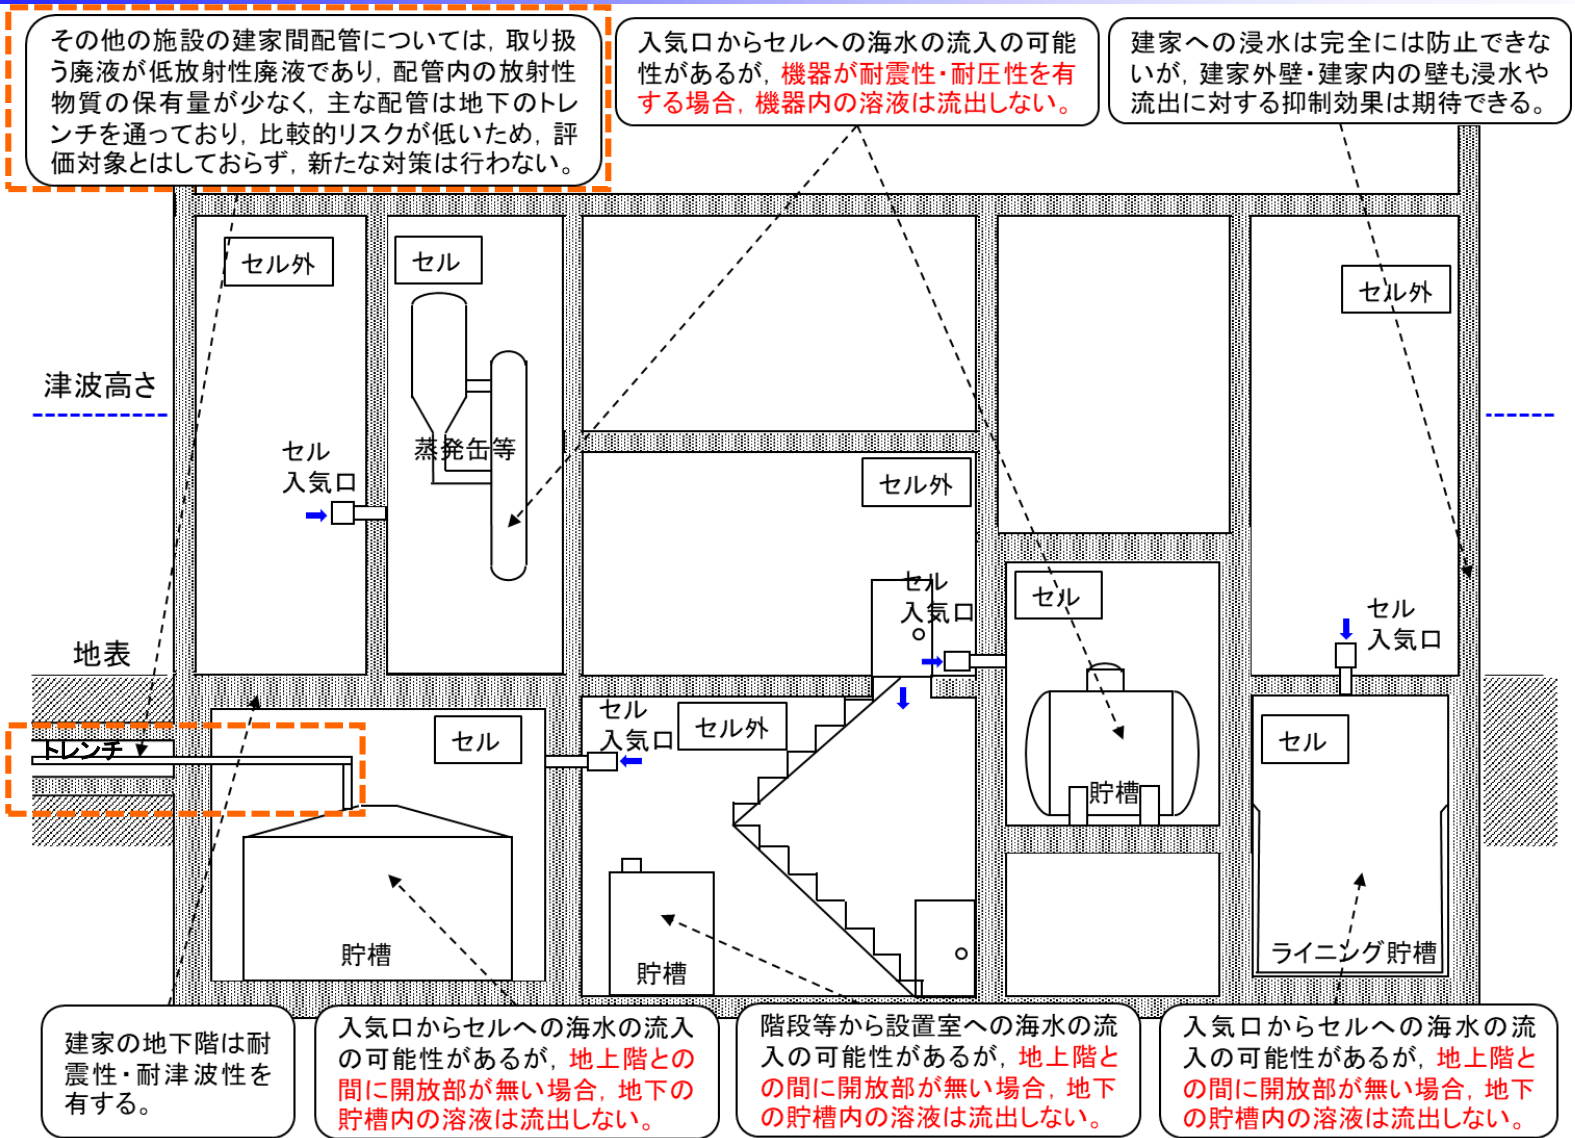 その他の施設の建家間配管については，取り扱
う廃液が低放射性廃液であり，配管内の放射性
物質の保有量が少なく，主な配管は地下のトレ
ンチを通っており，比較的リスクが低いため，評
価対象とはしておらず，新たな対策は行わない。
入気口からセルへの海水の流入の可能
性があるが，機器が耐震性・耐圧性を有
する場合，機器内の溶液は流出しない。
建家への浸水は完全には防止できな
いが，建家外壁・建家内の壁も浸水や
流出に対する抑制効果は期待できる。
セル外
セル
セル外
津波高さ
蒸発缶等
セル
入気口
セル外
セル
入気口
セル
セル
入気口
地表
トレンチ
セル
セル
入気口
セル外
セル
貯槽
貯槽
貯槽
ライニング貯槽
建家の地下階は耐
震性・耐津波性を
有する。
入気口からセルへの海水の流入
の可能性があるが，地上階との
間に開放部が無い場合，地下の
貯槽内の溶液は流出しない。
階段等から設置室への海水の流
入の可能性があるが，地上階と
の間に開放部が無い場合，地下
の貯槽内の溶液は流出しない。
入気口からセルへの海水の流
入の可能性があるが，地上階と
の間に開放部が無い場合，地下
の貯槽内の溶液は流出しない。